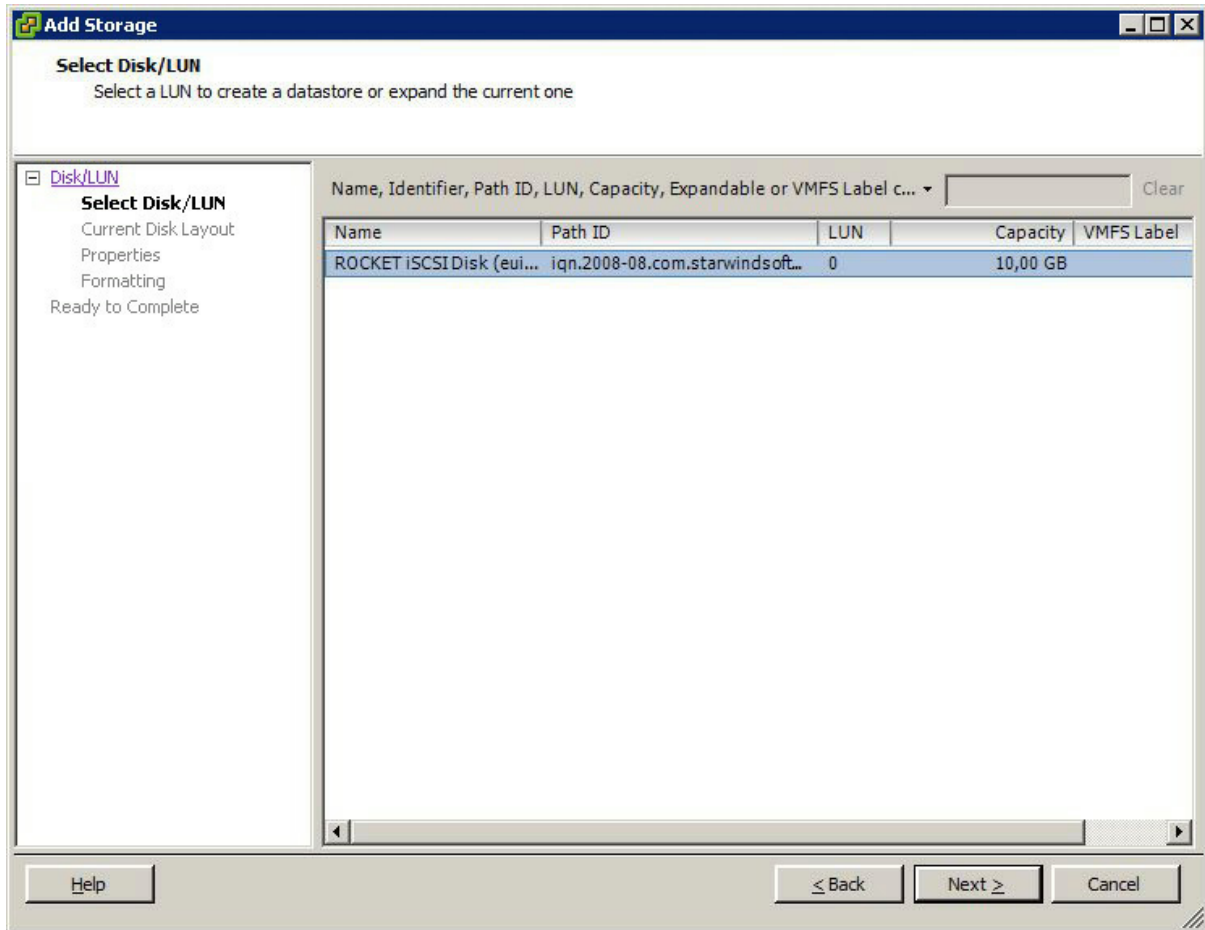 Add Storage
Select Disk/LUN
Select a LUN to create a datastore or expand the current one
Disk/LUN
Select Disk/LUN
Current Disk Layout
Properties
Formatting
Ready to Complete
Name, Identifier, Path ID, LUN, Capacity, Expandable or VMFS Label c... Clear
Name Path ID LUN Capacity VMFS Label
ROCKET iSCSI Disk (eui... iqn.2008-08.com.starwindsoft... 0 10,00 GB
Help < Back Next > Cancel